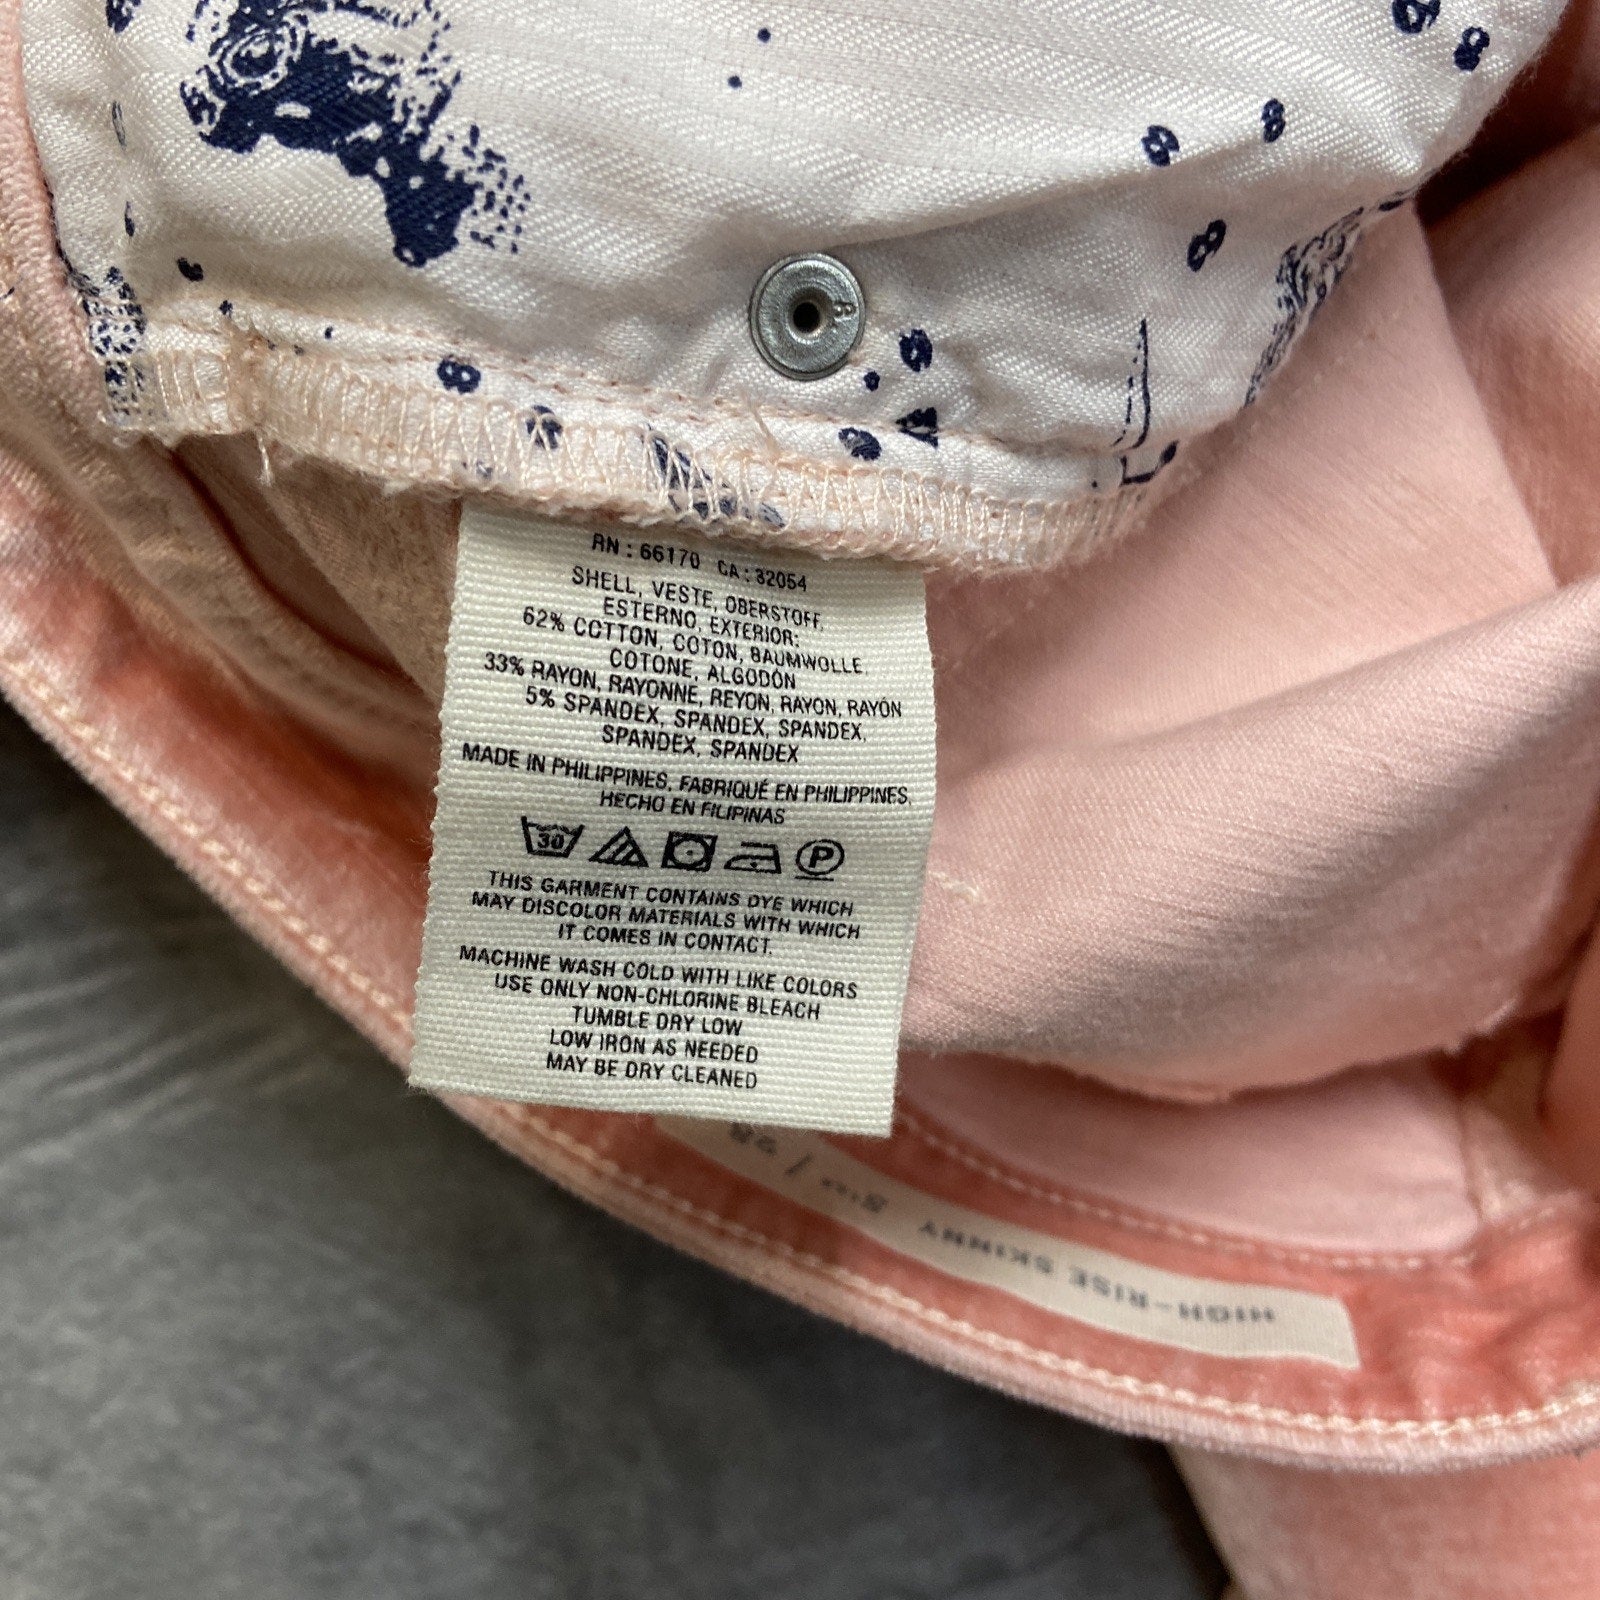 RN : 66170 CA : 32054
SHELL, VESTE, OBERSTOFF,
ESTERNO, EXTERIOR:
62% COTTON, COTON, BAUMWOLLE,
COTONE, ALGODÓN
33% RAYON, RAYONNE, REYON, RAYON, RAYÓN
5% SPANDEX, SPANDEX, SPANDEX,
SPANDEX, SPANDEX
MADE IN PHILIPPINES, FABRIQUÉ EN PHILIPPINES,
HECHO EN FILIPINAS
30 P
THIS GARMENT CONTAINS DYE WHICH
MAY DISCOLOR MATERIALS WITH WHICH
IT COMES IN CONTACT.
MACHINE WASH COLD WITH LIKE COLORS
USE ONLY NON-CHLORINE BLEACH
TUMBLE DRY LOW
LOW IRON AS NEEDED
MAY BE DRY CLEANED
HIGH-RISE SKINNY Size / 28